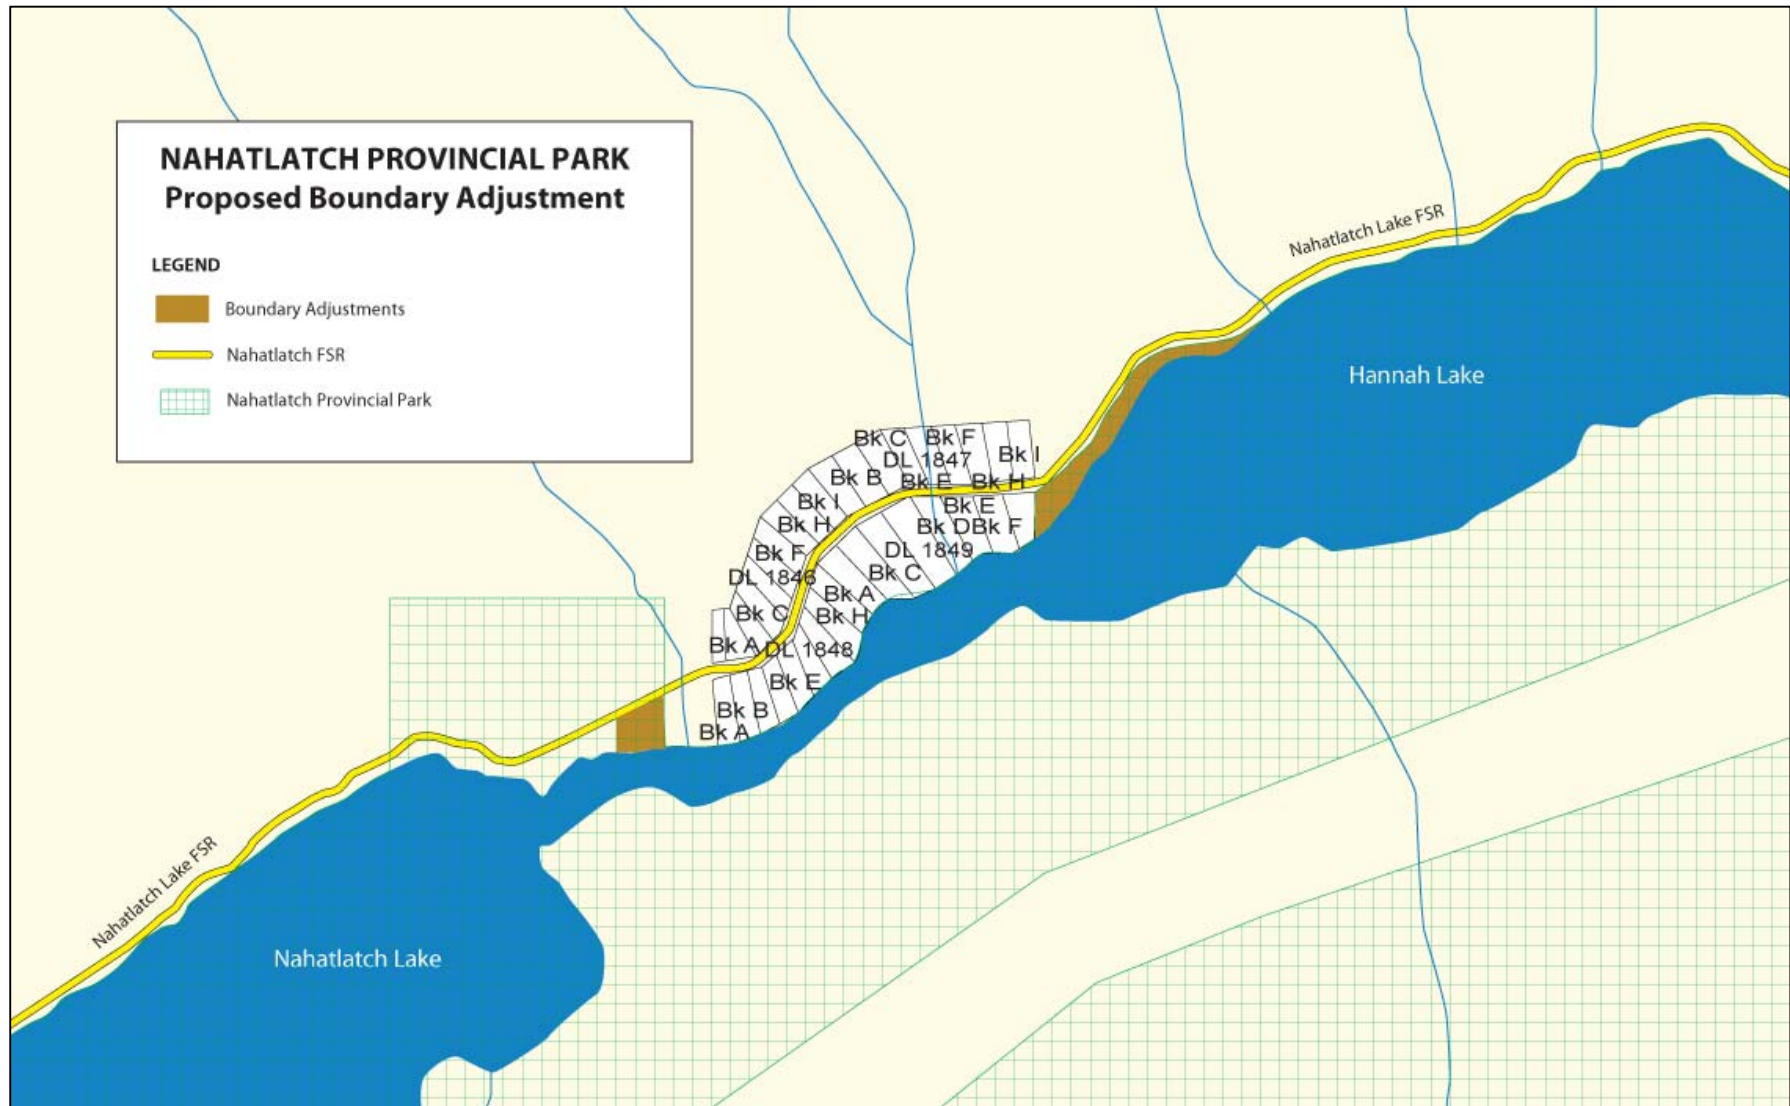 NAHATLATCH PROVINCIAL PARK
Proposed Boundary Adjustment
LEGEND
Boundary Adjustments
Nahatlatch FSR
Nahatlatch Provincial Park
Nahatlatch Lake FSR
Hannah Lake
Bk C
Bk F
DL 1847
Bk I
Bk B
Bk E
Bk H
Bk I
Bk E
Bk H
Bk D
Bk F
Bk F
DL 1849
DL 1846
Bk C
Bk A
Bk C
Bk H
Bk A
DL 1848
Bk E
Bk B
Bk A
Nahatlatch Lake FSR
Nahatlatch Lake